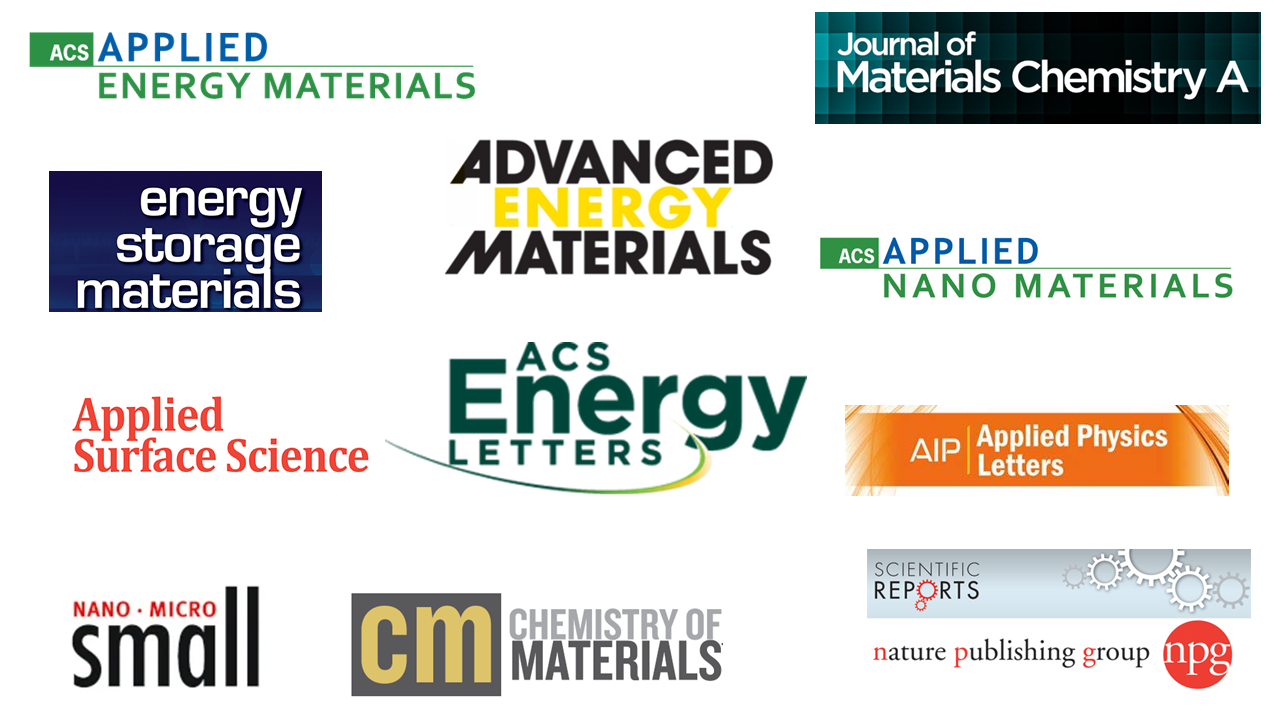 ACS APPLIED
ENERGY MATERIALS
Journal of
Materials Chemistry A
ADVANCED
ENERGY
MATERIALS
energy
storage
materials
ACS APPLIED
NANO MATERIALS
ACS
Energy
LETTERS
Applied
Surface Science
AIP Applied Physics
Letters
NANO · MICRO
small
cm CHEMISTRY OF
MATERIALS
SCIENTIFIC
REPORTS
nature publishing group npg